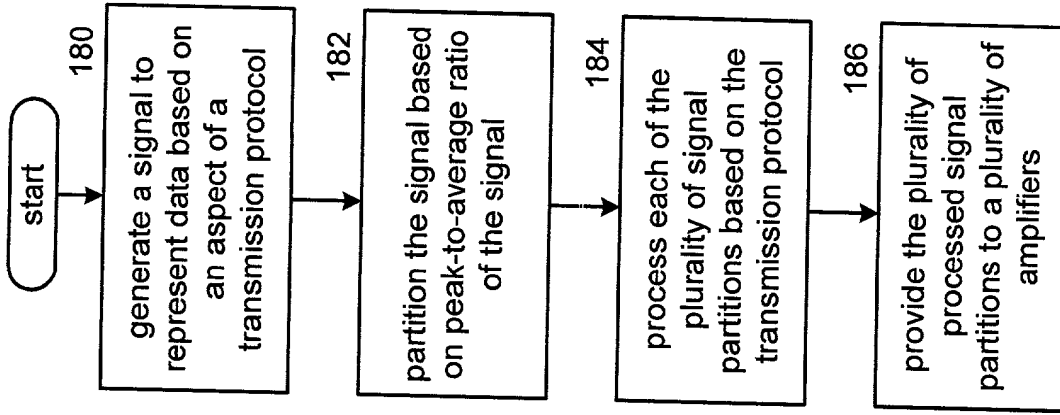 start
180
generate a signal to
represent data based on
an aspect of a
transmission protocol
182
partition the signal based
on peak-to-average ratio
of the signal
184
process each of the
plurality of signal
partitions based on the
transmission protocol
186
provide the plurality of
processed signal
partitions to a plurality of
amplifiers